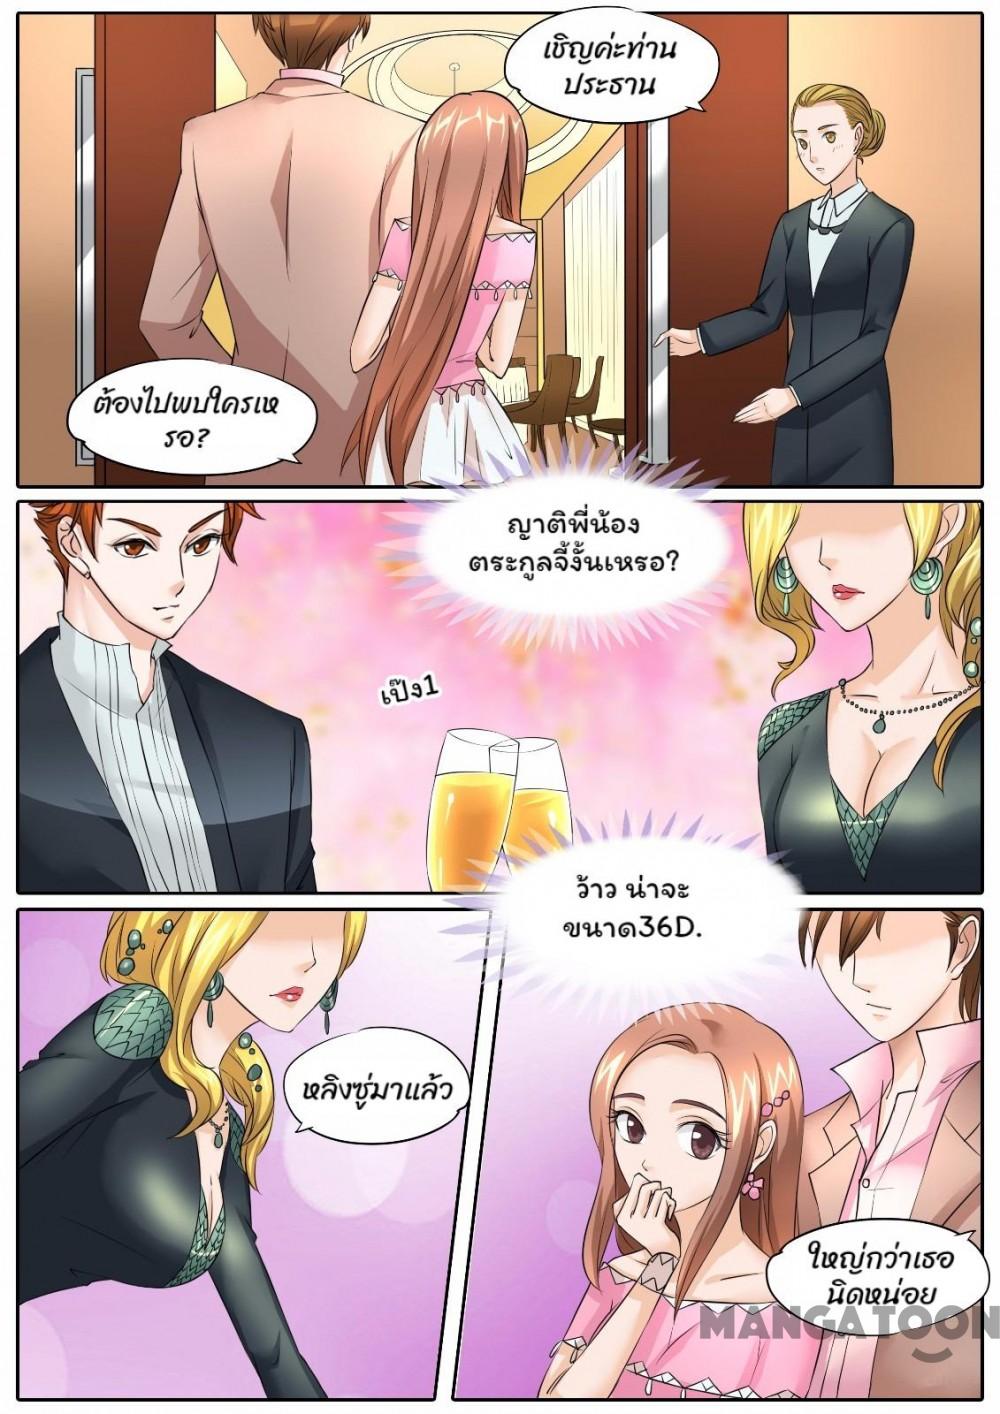 เชิญค่ะท่าน
ประธาน
ต้องไปพบใครเห
รอ?
ญาติพี่น้อง
ตระกูลจี้งั้นเหรอ?
เป๊ง1
ว้าว น่าจะ
ขนาด36D.
หลิงซู่มาแล้ว
ใหญ่กว่าเธอ
นิดหน่อย
MANGATOON